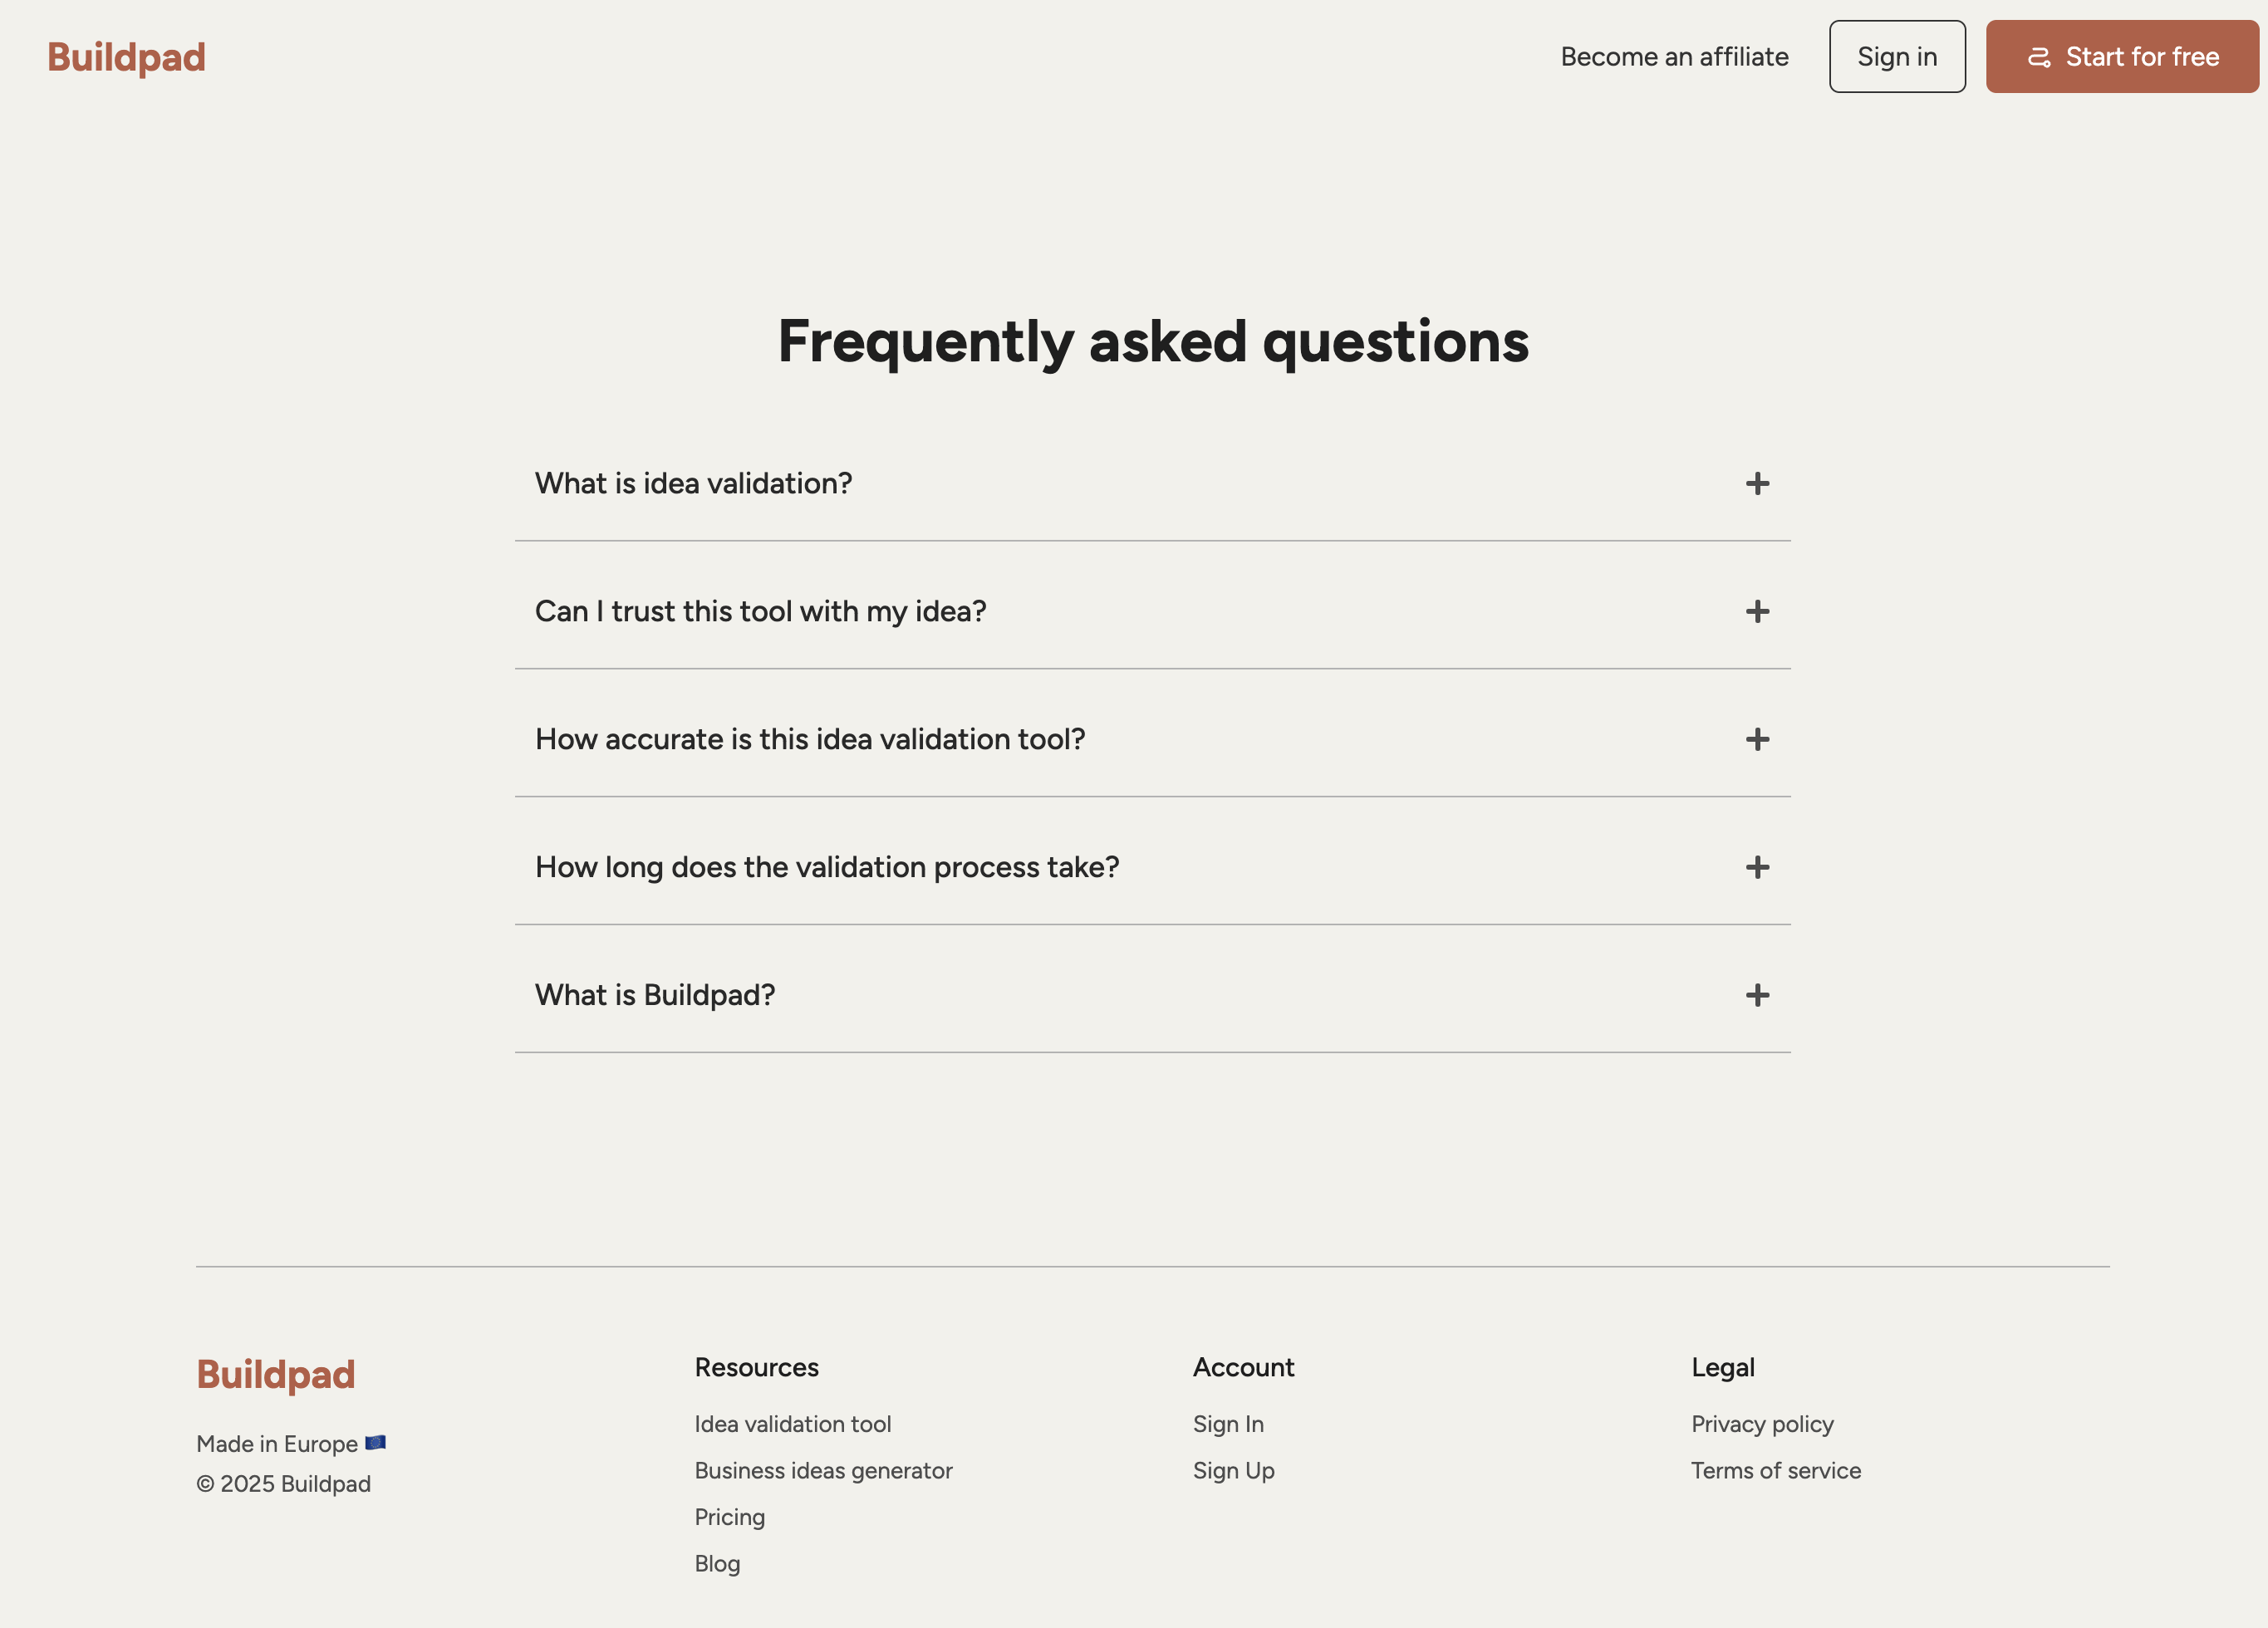 Buildpad
Become an affiliate
Sign in
Start for free
Frequently asked questions
What is idea validation?
Can I trust this tool with my idea?
How accurate is this idea validation tool?
How long does the validation process take?
What is Buildpad?
Buildpad
Made in Europe 🇪🇺
© 2025 Buildpad
Resources
Idea validation tool
Business ideas generator
Pricing
Blog
Account
Sign In
Sign Up
Legal
Privacy policy
Terms of service